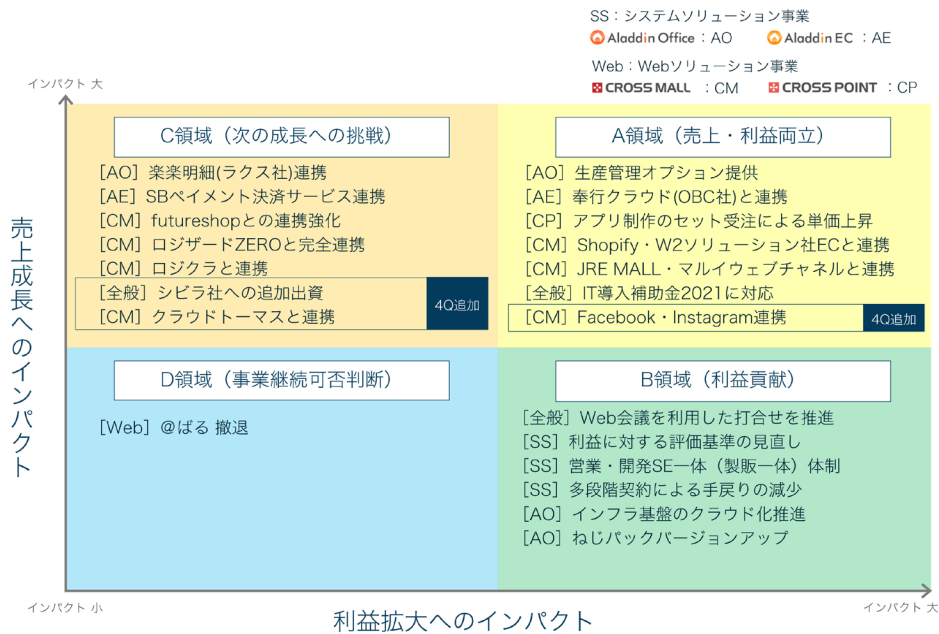 SS：システムソリューション事業
Aladdin Office：AO Aladdin EC：AE
Web：Webソリューション事業
CROSS MALL：CM CROSS POINT：CP
インパクト 大
C領域（次の成長への挑戦）
［AO］楽楽明細(ラクス社)連携
［AE］SBペイメント決済サービス連携
［CM］futureshopとの連携強化
［CM］ロジザードZEROと完全連携
［CM］ロジクラと連携
［全般］シビラ社への追加出資
［CM］クラウドトーマスと連携
4Q追加
A領域（売上・利益両立）
［AO］生産管理オプション提供
［AE］奉行クラウド(OBC社)と連携
［CP］アプリ制作のセット受注による単価上昇
［CM］Shopify・W2ソリューション社ECと連携
［CM］JRE MALL・マルイウェブチャネルと連携
［全般］IT導入補助金2021に対応
［CM］Facebook・Instagram連携
4Q追加
売上成長へのインパクト
D領域（事業継続可否判断）
［Web］＠ばる 撤退
B領域（利益貢献）
［全般］Web会議を利用した打合せを推進
［SS］利益に対する評価基準の見直し
［SS］営業・開発SE一体（製販一体）体制
［SS］多段階契約による手戻りの減少
［AO］インフラ基盤のクラウド化推進
［AO］ねじパックバージョンアップ
インパクト 小
利益拡大へのインパクト
インパクト 大